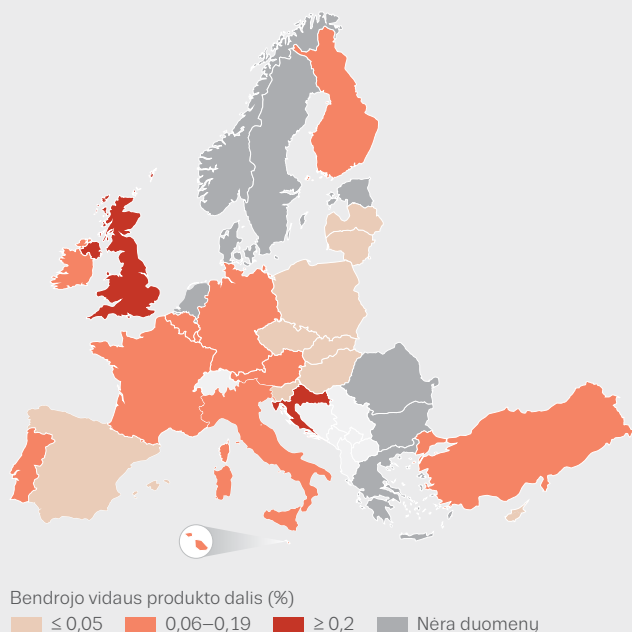 Bendrojo vidaus produkto dalis (%)
≤ 0,05 0,06–0,19 ≥ 0,2 Nėra duomenų